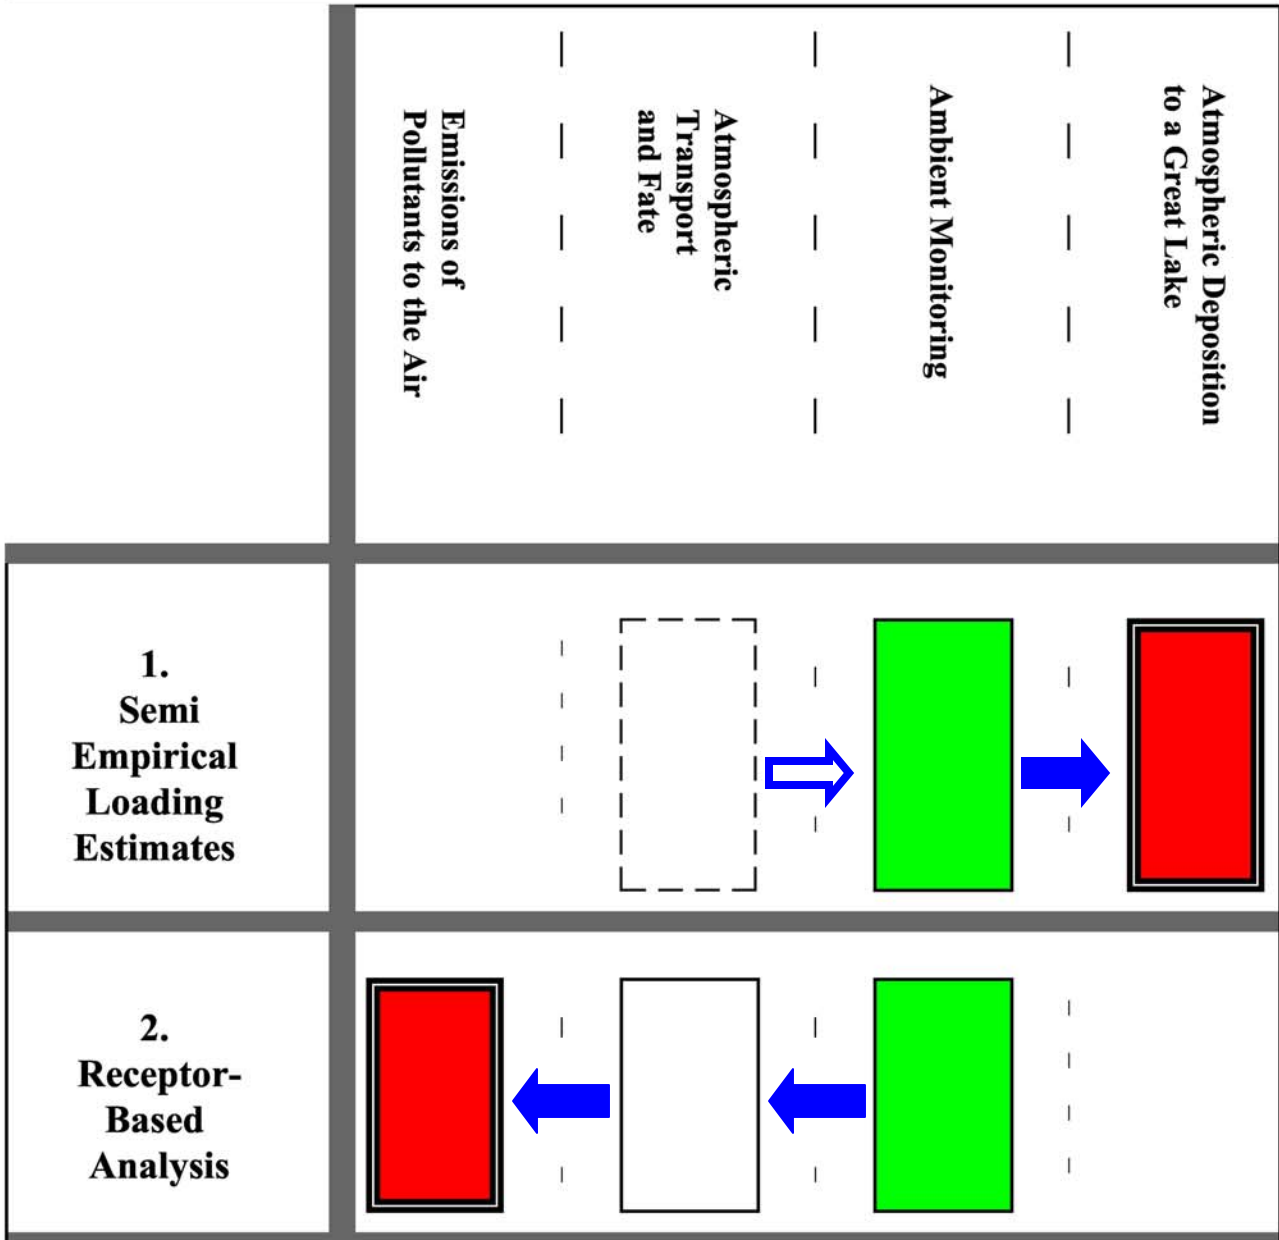 Emissions of
Pollutants to the Air
Atmospheric
Transport
and Fate
Ambient Monitoring
Atmospheric Deposition
to a Great Lake
1.
Semi
Empirical
Loading
Estimates
2.
Receptor-
Based
Analysis